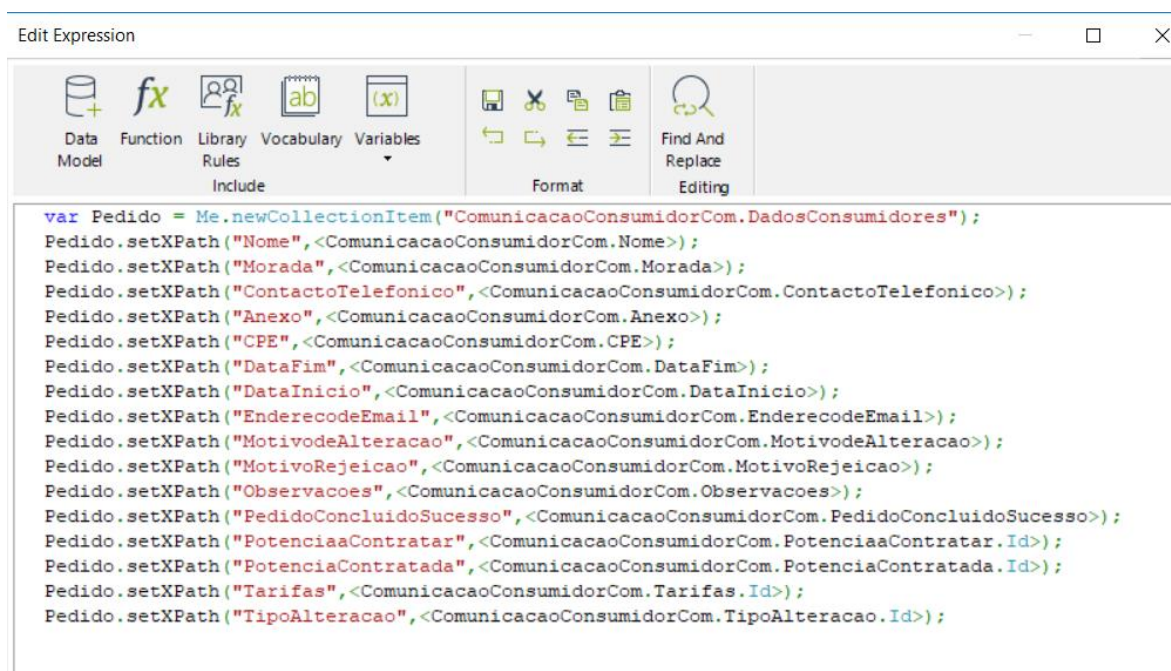 Edit Expression
fx
fx
ab
(x)
Data Model
Function
Library Rules
Vocabulary
Variables
Find And Replace
Include
Format
Editing
var Pedido = Me.newCollectionItem("ComunicacaoConsumidorCom.DadosConsumidores");
Pedido.setXPath("Nome",<ComunicacaoConsumidorCom.Nome>);
Pedido.setXPath("Morada",<ComunicacaoConsumidorCom.Morada>);
Pedido.setXPath("ContactoTelefonico",<ComunicacaoConsumidorCom.ContactoTelefonico>);
Pedido.setXPath("Anexo",<ComunicacaoConsumidorCom.Anexo>);
Pedido.setXPath("CPE",<ComunicacaoConsumidorCom.CPE>);
Pedido.setXPath("DataFim",<ComunicacaoConsumidorCom.DataFim>);
Pedido.setXPath("DataInicio",<ComunicacaoConsumidorCom.DataInicio>);
Pedido.setXPath("EnderecodeEmail",<ComunicacaoConsumidorCom.EnderecodeEmail>);
Pedido.setXPath("MotivodeAlteracao",<ComunicacaoConsumidorCom.MotivodeAlteracao>);
Pedido.setXPath("MotivoRejeicao",<ComunicacaoConsumidorCom.MotivoRejeicao>);
Pedido.setXPath("Observacoes",<ComunicacaoConsumidorCom.Observacoes>);
Pedido.setXPath("PedidoConcluidoSucesso",<ComunicacaoConsumidorCom.PedidoConcluidoSucesso>);
Pedido.setXPath("PotenciaaContratar",<ComunicacaoConsumidorCom.PotenciaaContratar.Id>);
Pedido.setXPath("PotenciaContratada",<ComunicacaoConsumidorCom.PotenciaContratada.Id>);
Pedido.setXPath("Tarifas",<ComunicacaoConsumidorCom.Tarifas.Id>);
Pedido.setXPath("TipoAlteracao",<ComunicacaoConsumidorCom.TipoAlteracao.Id>);